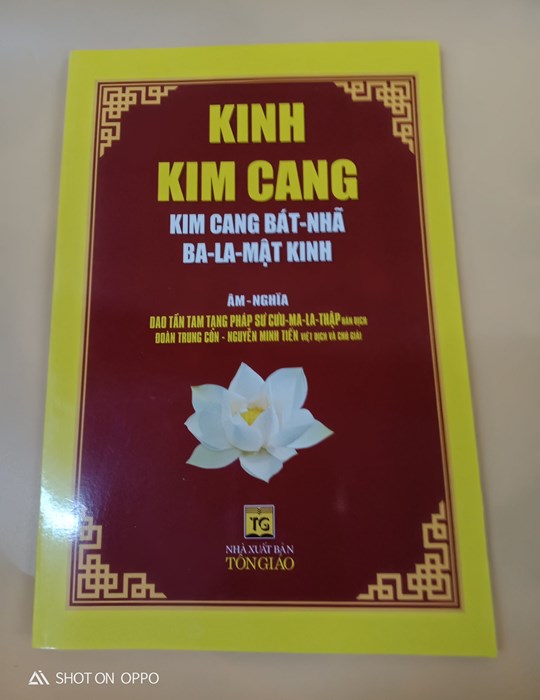 KINH
KIM CANG
KIM CANG BÁT-NHÃ
BA-LA-MẬT KINH
ÂM-NGHĨA
DAO TẦN TAM TẠNG PHÁP SƯ CƯU-MA-LA-THẬP HÁN DỊCH
ĐOÀN TRUNG CÒN - NGUYỄN MINH TIẾN VIỆT DỊCH VÀ CHÚ GIẢI
TG
NHÀ XUẤT BẢN
TÔN GIÁO
SHOT ON OPPO